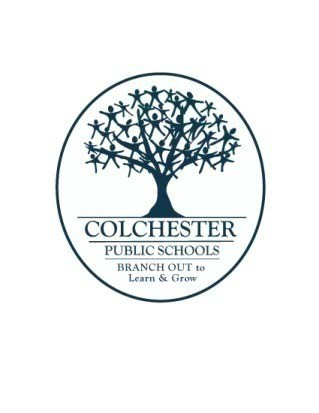 COLCHESTER
PUBLIC SCHOOLS
BRANCH OUT to
Learn & Grow